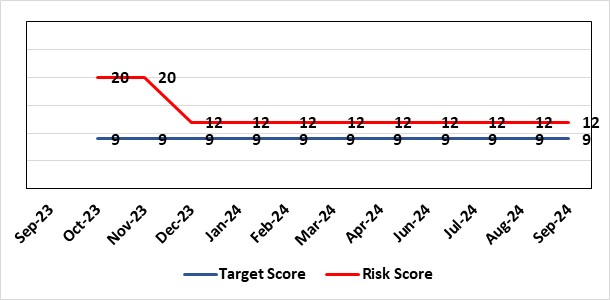 20 20
12 12 12 12 12 12 12 12 12
9 9 9 9 9 9 9 9 9 9 9
Sep-23 Oct-23 Nov-23 Dec-23 Jan-24 Feb-24 Mar-24 Apr-24 Jun-24 Jul-24 Aug-24 Sep-24
Target Score Risk Score